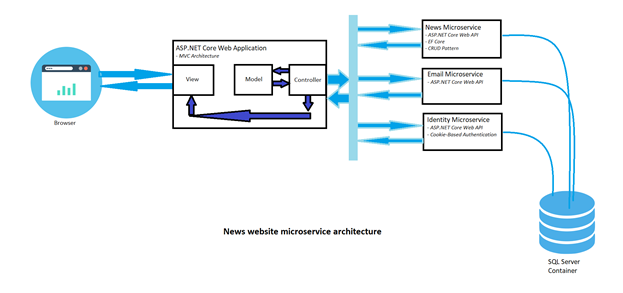 News Microservice
- ASP.NET Core Web API
- EF Core
- CRUD Pattern
ASP.NET Core Web Application
- MVC Architecture
View
Model
Controller
Browser
Email Microservice
- ASP.NET Core Web API
Identity Microservice
- ASP.NET Core Web API
- Cookie-Based Authentication
News website microservice architecture
SQL Server
Container